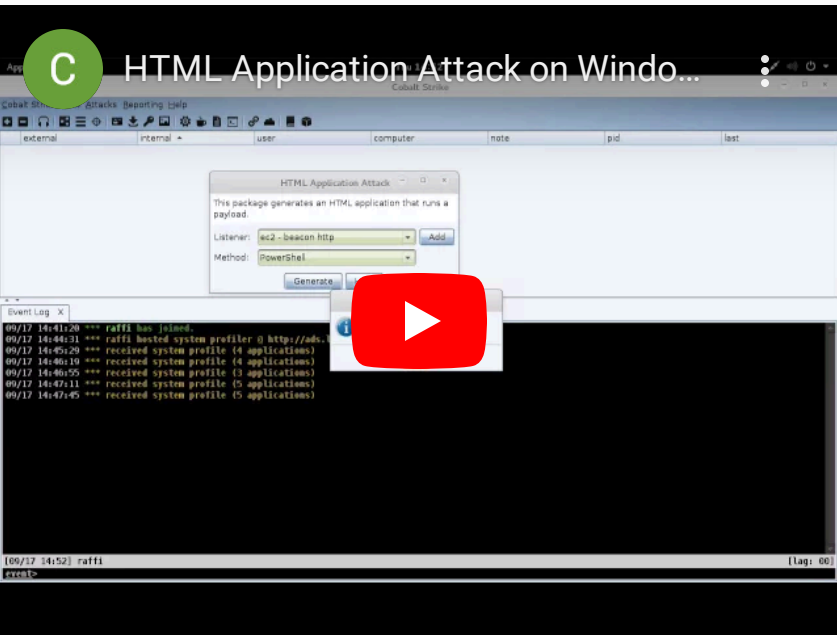 C
HTML Application Attack on Windo...
Cobalt Strike
Attacks Reporting Help
external internal user computer note pid last
HTML Application Attack
This package generates an HTML application that runs a
payload.
Listener: ec2 - beacon http Add
Method: PowerShell
Generate
Event Log X
09/17 14:41:20 *** raffi has joined.
09/17 14:44:31 *** raffi hosted system profiler @ http://ads.
09/17 14:45:29 *** received system profile (4 applications)
09/17 14:46:19 *** received system profile (4 applications)
09/17 14:46:55 *** received system profile (3 applications)
09/17 14:47:11 *** received system profile (5 applications)
09/17 14:47:45 *** received system profile (5 applications)
[09/17 14:52] raffi [lag: 00]
event>